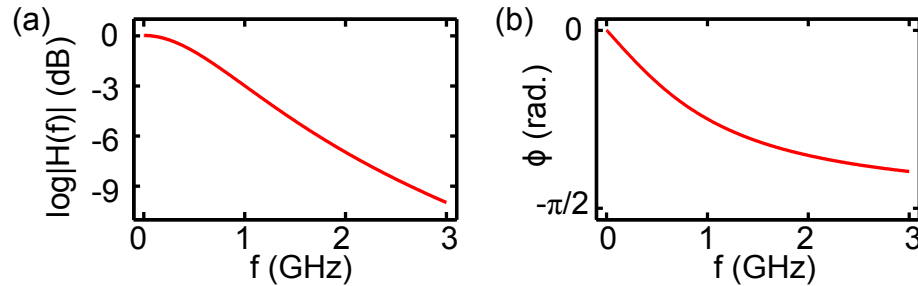 (a)
log|H(f)| (dB)
0
-3
-6
-9
0 1 2 3
f (GHz)
(b)
ϕ (rad.)
0
-π/2
0 1 2 3
f (GHz)